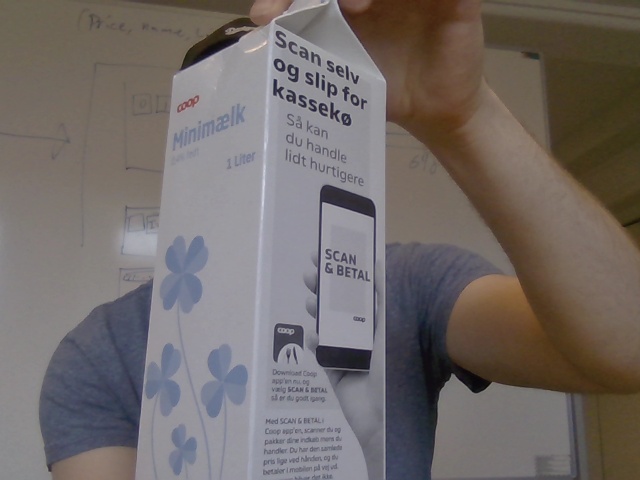 (Price, Name, L
coop
Minimælk
1 Liter
Scan selv
og slip for
kassekø
Så kan
du handle
lidt hurtigere
SCAN
& BETAL
coop
coop
Download Coop
app'en nu og
vælg SCAN & BETAL
så er du godt igang.
Med SCAN & BETAL i
Coop app'en, scanner du og
pakker dine indkøb mens du
handler. Du har den samlede
pris lige ved hånden, og du
betaler i mobilen på vej ud.